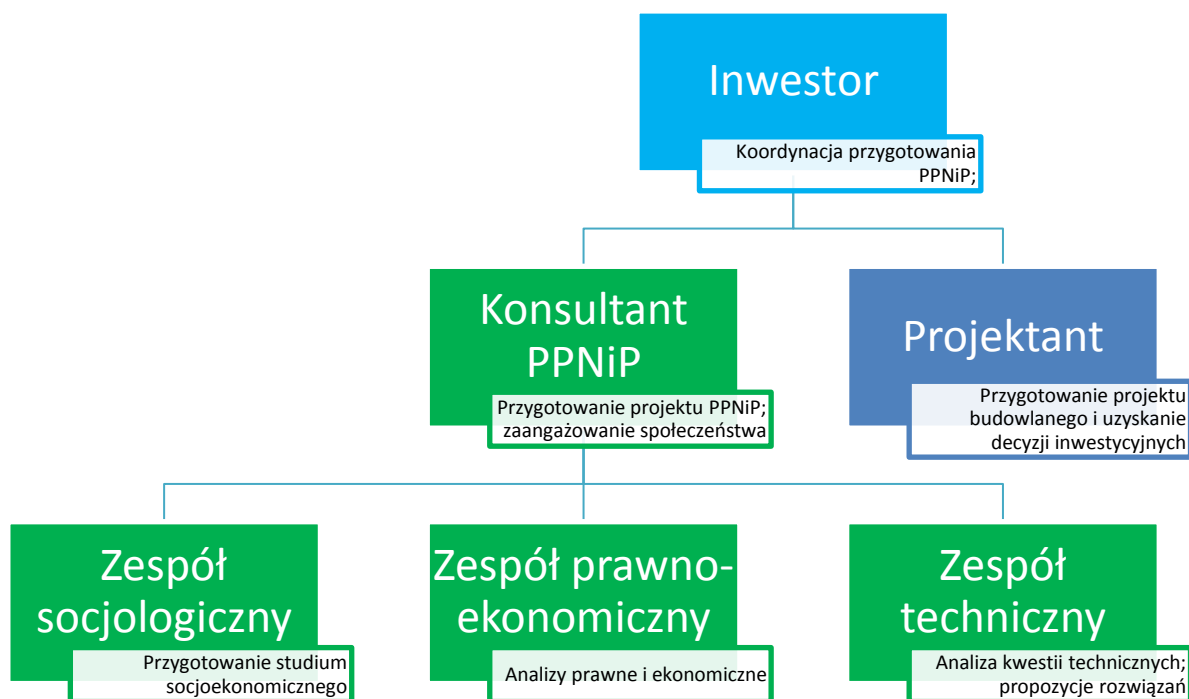 Inwestor
Koordynacja przygotowania
PPNiP;
Konsultant
PPNiP
Przygotowanie projektu PPNiP;
zaangażowanie społeczeństwa
Projektant
Przygotowanie projektu
budowlanego i uzyskanie
decyzji inwestycyjnych
Zespół
socjologiczny
Przygotowanie studium
socjoekonomicznego
Zespół prawno-
ekonomiczny
Analizy prawne i ekonomiczne
Zespół
techniczny
Analiza kwestii technicznych;
propozycje rozwiązań